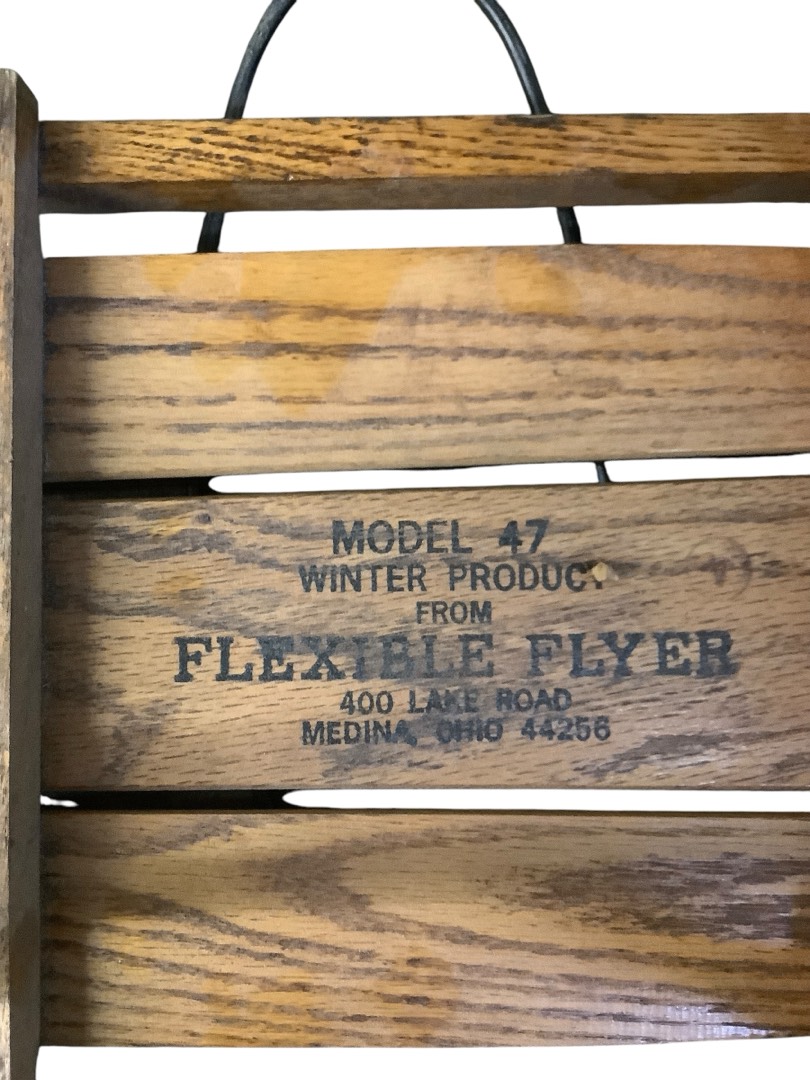 MODEL 47
WINTER PRODUCT
FROM
FLEXIBLE FLYER
400 LAKE ROAD
MEDINA, OHIO 44256